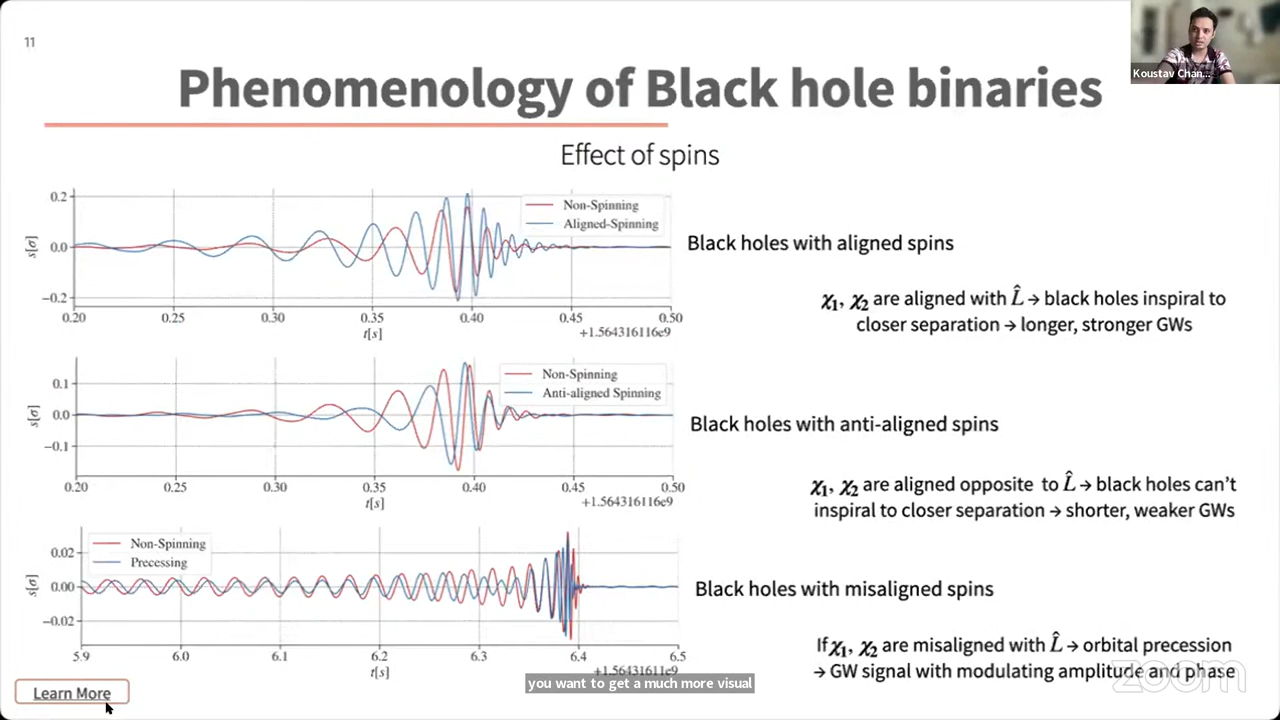 11
Koustav Chan...
Phenomenology of Black hole binaries
Effect of spins
0.2
0.0
−0.2
s[σ]
Non-Spinning
Aligned-Spinning
0.20 0.25 0.30 0.35 0.40 0.45 0.50
t[s]
+1.564316116e9
Black holes with aligned spins
χ₁, χ₂ are aligned with L̂ → black holes inspiral to
closer separation → longer, stronger GWs
0.1
0.0
−0.1
s[σ]
Non-Spinning
Anti-aligned Spinning
0.20 0.25 0.30 0.35 0.40 0.45 0.50
t[s]
+1.564316116e9
Black holes with anti-aligned spins
χ₁, χ₂ are aligned opposite to L̂ → black holes can't
inspiral to closer separation → shorter, weaker GWs
0.02
0.00
−0.02
s[σ]
Non-Spinning
Precessing
5.9 6.0 6.1 6.2 6.3 6.4 6.5
t[s]
+1.56431611e9
Black holes with misaligned spins
If χ₁, χ₂ are misaligned with L̂ → orbital precession
→ GW signal with modulating amplitude and phase
Learn More
you want to get a much more visual
zoom